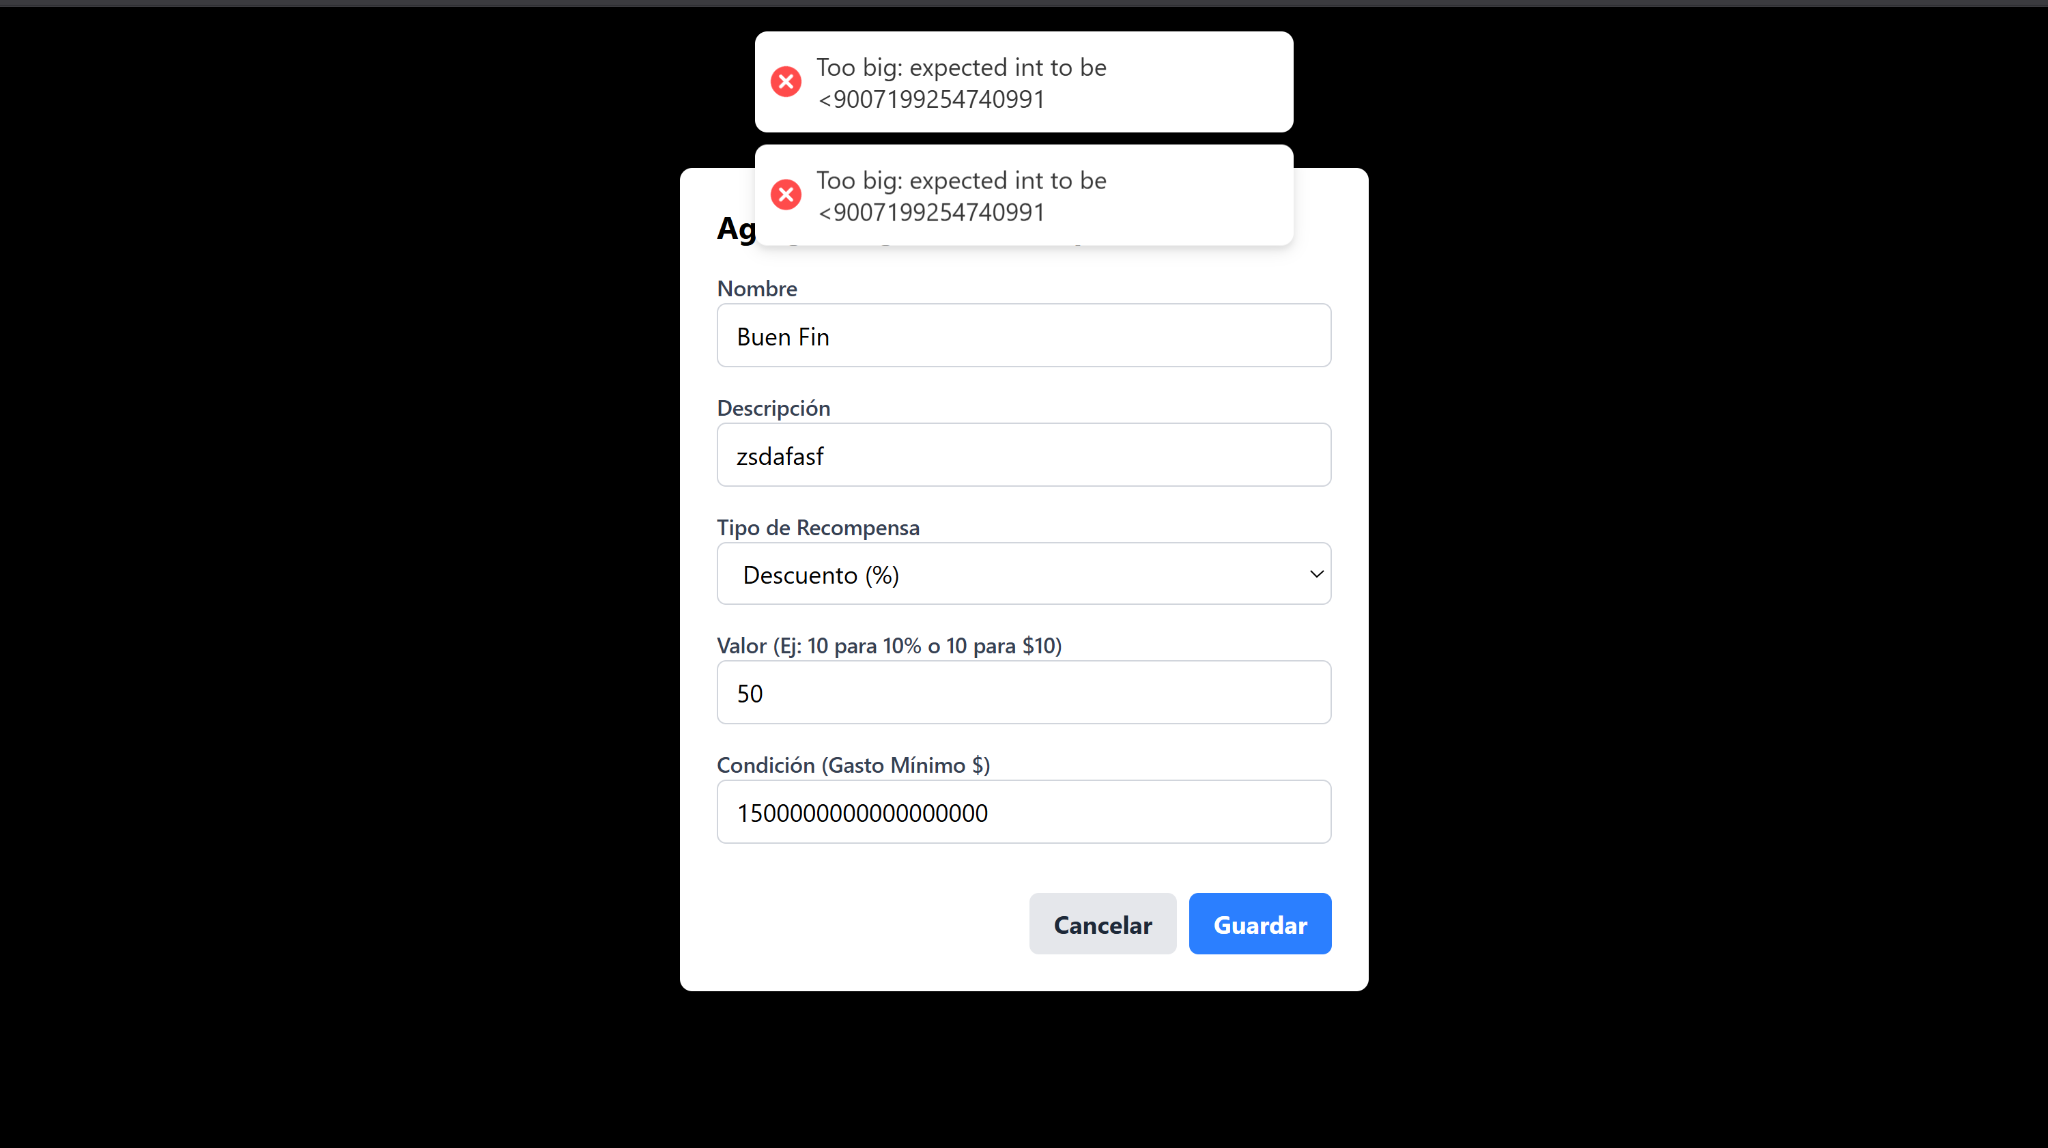 Too big: expected int to be
<9007199254740991
Too big: expected int to be
<9007199254740991
Nombre
Buen Fin
Descripción
zsdafasf
Tipo de Recompensa
Descuento (%)
Valor (Ej: 10 para 10% o 10 para $10)
50
Condición (Gasto Mínimo $)
1500000000000000000
Cancelar
Guardar